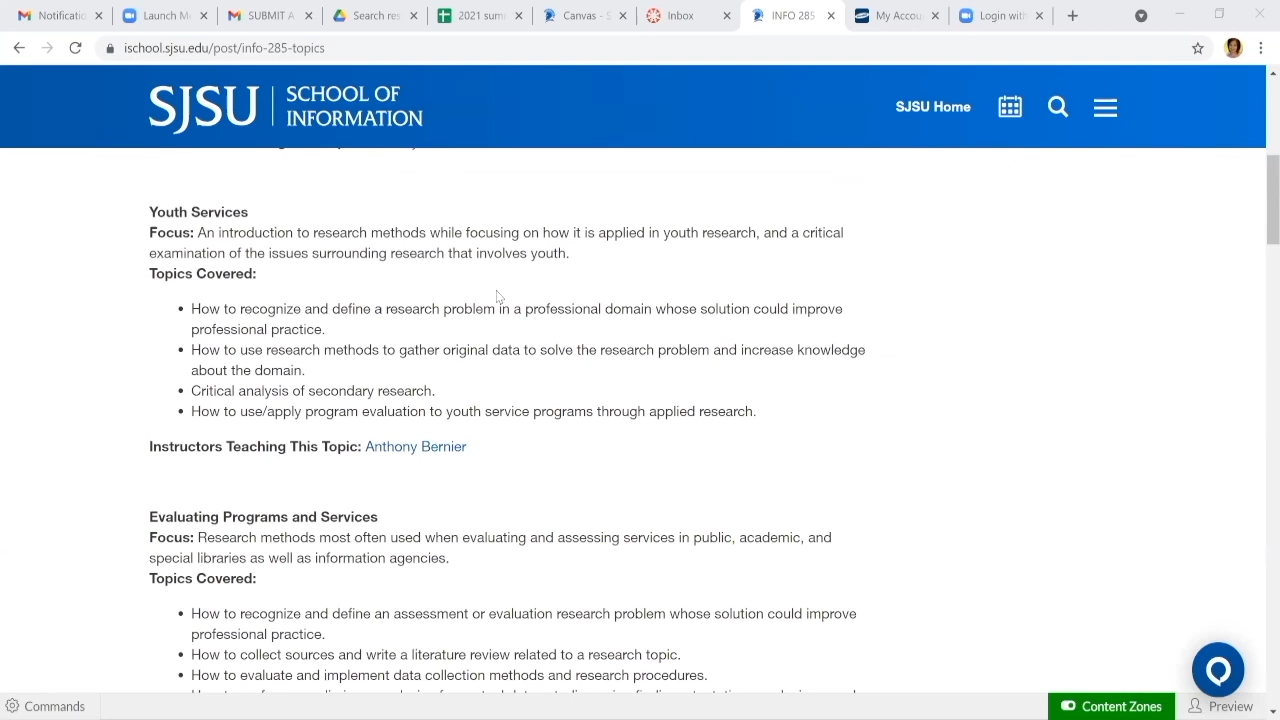 Notificatio
Launch M
SUBMIT A
Search res
2021 sum
Canvas - S
Inbox
INFO 285
My Accou
Login with
ischool.sjsu.edu/post/info-285-topics
SJSU SCHOOL OF
INFORMATION
SJSU Home
Youth Services
Focus: An introduction to research methods while focusing on how it is applied in youth research, and a critical
examination of the issues surrounding research that involves youth.
Topics Covered:
• How to recognize and define a research problem in a professional domain whose solution could improve
professional practice.
• How to use research methods to gather original data to solve the research problem and increase knowledge
about the domain.
• Critical analysis of secondary research.
• How to use/apply program evaluation to youth service programs through applied research.
Instructors Teaching This Topic: Anthony Bernier
Evaluating Programs and Services
Focus: Research methods most often used when evaluating and assessing services in public, academic, and
special libraries as well as information agencies.
Topics Covered:
• How to recognize and define an assessment or evaluation research problem whose solution could improve
professional practice.
• How to collect sources and write a literature review related to a research topic.
• How to evaluate and implement data collection methods and research procedures.
Commands
Content Zones
Preview